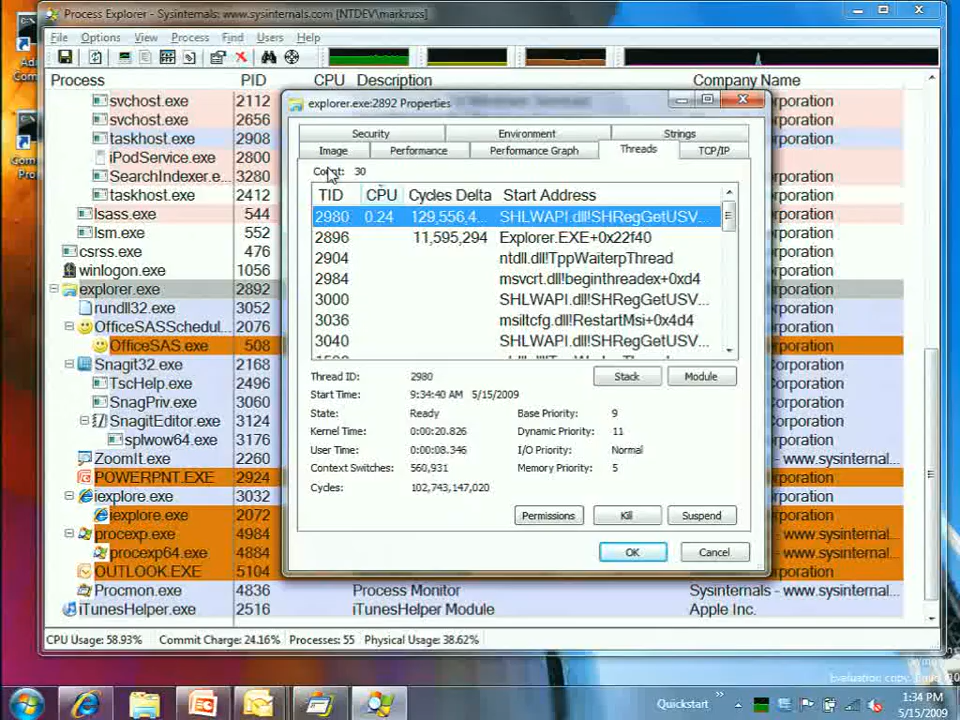 Process Explorer - Sysinternals: www.sysinternals.com [NTDEV\markruss]
File Options View Process Find Users Help
Process PID CPU Description Company Name
svchost.exe 2112
svchost.exe 2656
taskhost.exe 2908
iPodService.exe 2800
SearchIndexer.e... 3280
taskhost.exe 2412
lsass.exe 544
lsm.exe 552
csrss.exe 460
winlogon.exe 1056
explorer.exe 2892
rundll32.exe 3052
OfficeSASSchedul... 2076
OfficeSAS.exe 508
Snagit32.exe 2168
TscHelp.exe 2496
SnagPriv.exe 3060
SnagitEditor.exe 3124
splwow64.exe 3176
ZoomIt.exe 2260
POWERPNT.EXE 2924
iexplore.exe 3032
iexplore.exe 2072
procexp.exe 4984
procexp64.exe 4884
OUTLOOK.EXE 5104
Procmon.exe 4836 Process Monitor Sysinternals - www.sysinter...
iTunesHelper.exe 2516 iTunesHelper Module Apple Inc.
CPU Usage: 58.93% Commit Charge: 24.16% Processes: 55 Physical Usage: 38.62%
explorer.exe:2892 Properties
Security Environment Strings
Image Performance Performance Graph Threads TCP/IP
Count: 30
TID CPU Cycles Delta Start Address
2980 0.24 129,556,4... SHLWAPI.dll!SHRegGetUSV...
2896 11,595,294 Explorer.EXE+0x22f40
2904 ntdll.dll!TppWaiterpThread
2984 msvcrt.dll!beginthreadex+0xd4
3000 SHLWAPI.dll!SHRegGetUSV...
3036 msiltcfg.dll!RestartMsi+0x4d4
3040 SHLWAPI.dll!SHRegGetUSV...
Thread ID: 2980
Stack Module
Start Time: 9:34:40 AM 5/15/2009
State: Ready Base Priority: 9
Kernel Time: 0:00:20.826 Dynamic Priority: 11
User Time: 0:00:08.346 I/O Priority: Normal
Context Switches: 560,931 Memory Priority: 5
Cycles: 102,743,147,020
Permissions Kill Suspend
OK Cancel
Evaluation copy.
Quickstart
1:34 PM
5/15/2009